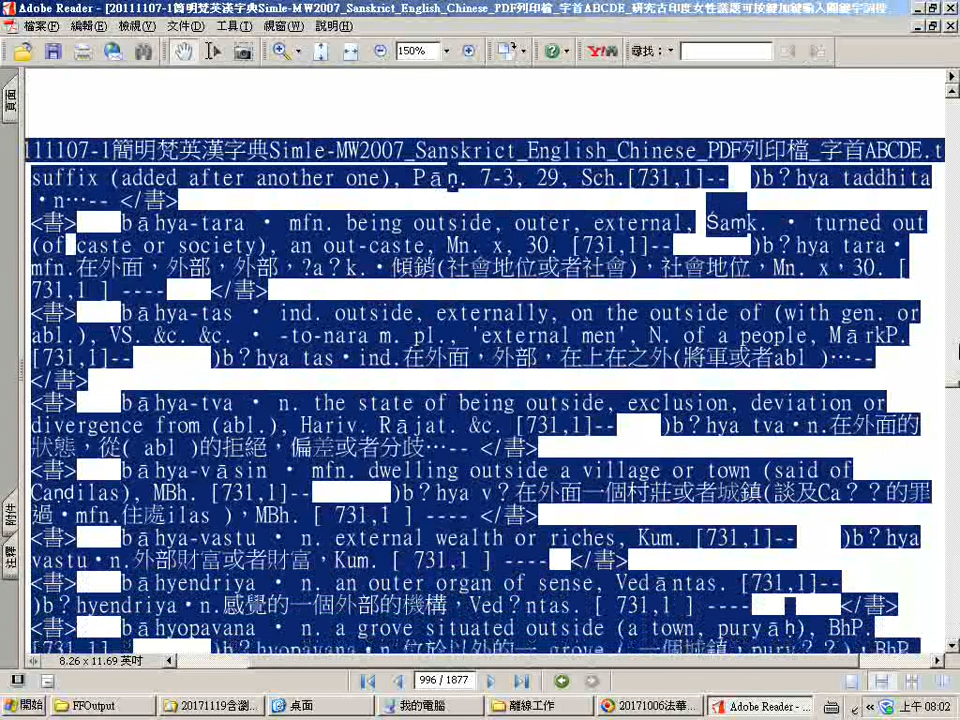 Adobe Reader - [20111107-1簡明梵英漢字典Simle-MW2007_Sanskrict_English_Chinese_PDF列印檔_字首ABCDE_研究古印度女性議題可按
檔案(F) 編輯(E) 檢視(V) 文件(D) 工具(T) 視窗(W) 說明(H)
150% Y! 尋找：
頁面
附件
注釋
111107-1簡明梵英漢字典Simle-MW2007_Sanskrict_English_Chinese_PDF列印檔_字首ABCDE.t
suffix (added after another one), Pāṇ. 7-3, 29, Sch.[731,1]-- )b？hya taddhita
‧n…-- </書>
<書> bāhya-tara ‧ mfn. being outside, outer, external, Śaṃk. ‧ turned out
(of caste or society), an out-caste, Mn. x, 30. [731,1]-- )b？hya tara‧
mfn.在外面，外部，外部，?a？k.‧傾銷(社會地位或者社會)，社會地位，Mn. x，30. [
731,1 ] ---- </書>
<書> bāhya-tas ‧ ind. outside, externally, on the outside of (with gen. or
abl.), VS. &c. &c. ‧ -to-nara m. pl., 'external men', N. of a people, MārkP.
[731,1]-- )b？hya tas‧ind.在外面，外部，在上在之外(將軍或者abl )…--
</書>
<書> bāhya-tva ‧ n. the state of being outside, exclusion, deviation or
divergence from (abl.), Hariv. Rājat. &c. [731,1]-- )b？hya tva‧n.在外面的
狀態，從( abl )的拒絕，偏差或者分歧…-- </書>
<書> bāhya-vāsin ‧ mfn. dwelling outside a village or town (said of
Caṇḍālas), MBh. [731,1]-- )b？hya v？在外面一個村莊或者城鎮(談及Ca？？的罪
過‧mfn.住處ilas )，MBh. [ 731,1 ] ---- </書>
<書> bāhya-vastu ‧ n. external wealth or riches, Kum. [731,1]-- )b？hya
vastu‧n.外部財富或者財富，Kum. [ 731,1 ] ---- </書>
<書> bāhyendriya ‧ n. an outer organ of sense, Vedāntas. [731,1]--
)b？hyendriya‧n.感覺的一個外部的機構，Ved？ntas. [ 731,1 ] ---- </書>
<書> bāhyopavana ‧ n. a grove situated outside (a town, puryāḥ), BhP.
8.26 x 11.69 英吋
996 / 1877
開始 FFOutput 20171119含瀏... 桌面 我的電腦 離線工作 20171006法華... Adobe Reader - ... 上午 08:02